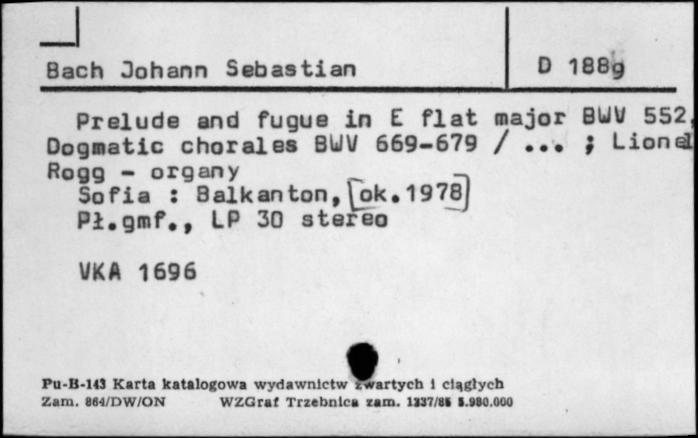 Bach Johann Sebastian D 188g
Prelude and fugue in E flat major BWV 552,
Dogmatic chorales BWV 669-679 / ... ; Lionel
Rogg - organy
Sofia : Balkanton, [ok.1978]
Pł.gmf., LP 30 stereo
VKA 1696
Pu-B-143 Karta katalogowa wydawnictw zwartych i ciągłych
Zam. 864/DW/ON WZGraf Trzebnica zam. 1337/85 5.980.000